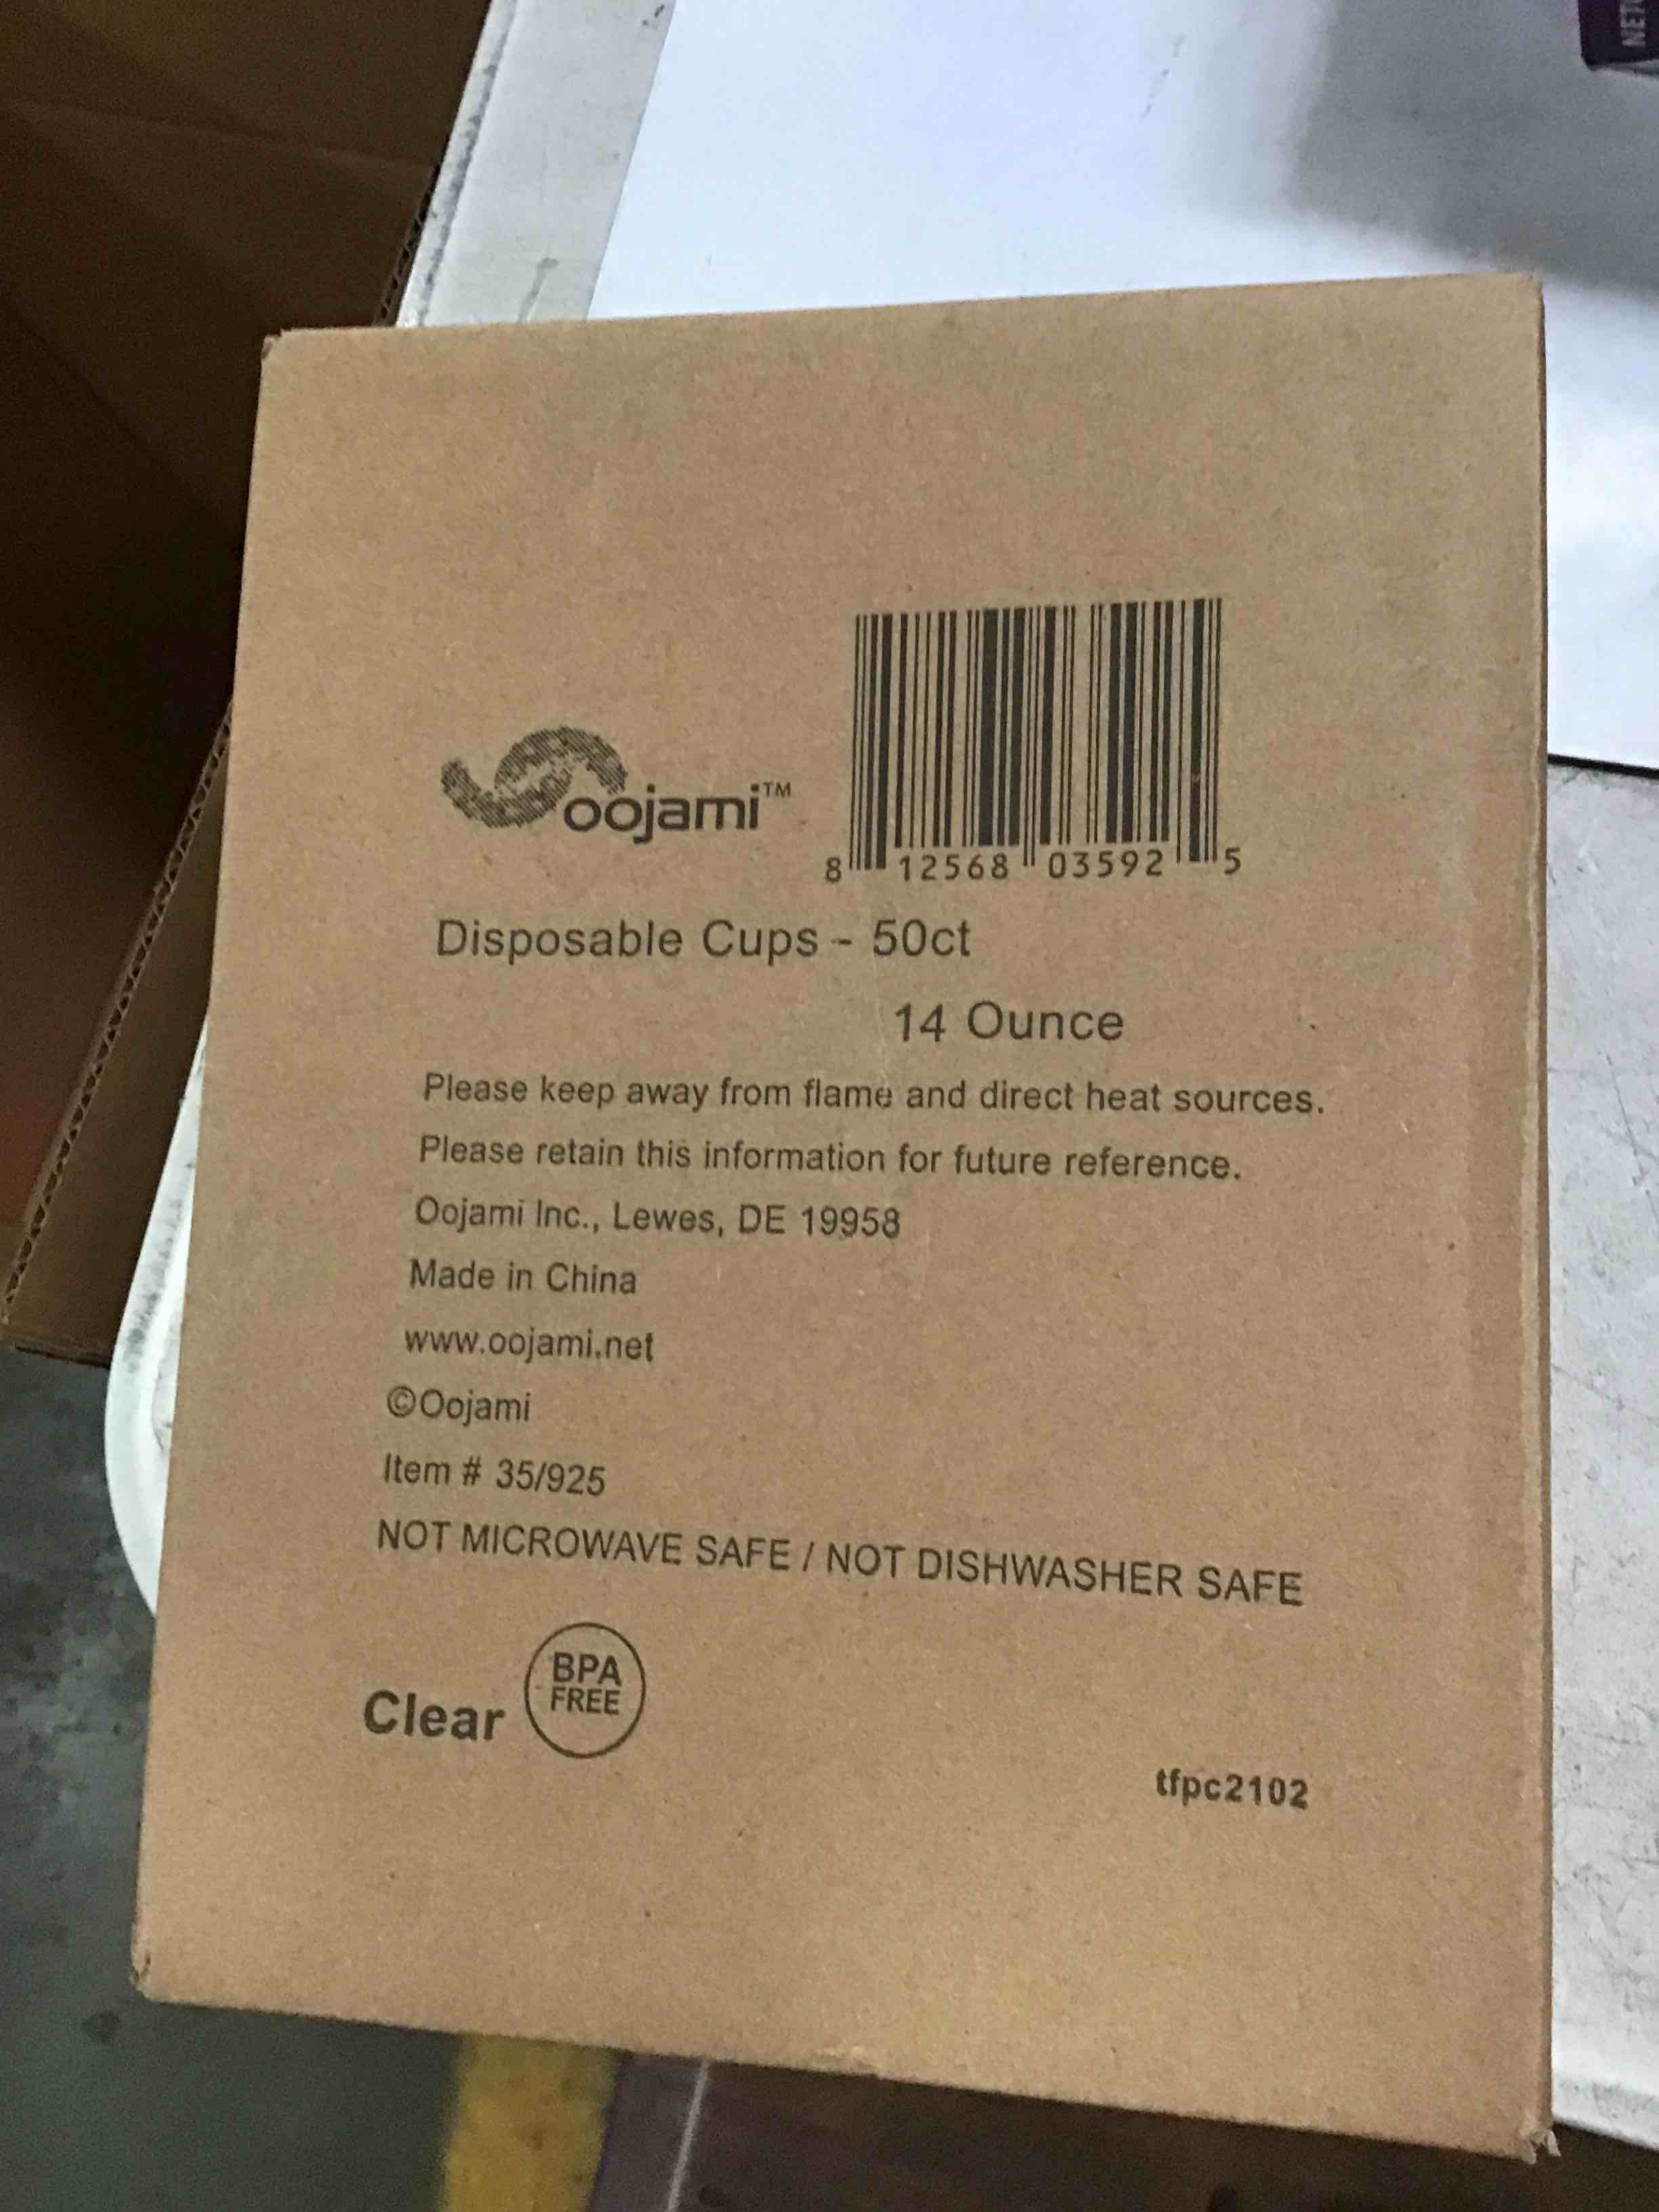 NET
oojami™
8 12568 03592 5
Disposable Cups - 50ct
14 Ounce
Please keep away from flame and direct heat sources.
Please retain this information for future reference.
Oojami Inc., Lewes, DE 19958
Made in China
www.oojami.net
©Oojami
Item # 35/925
NOT MICROWAVE SAFE / NOT DISHWASHER SAFE
BPA
FREE
Clear
tfpc2102